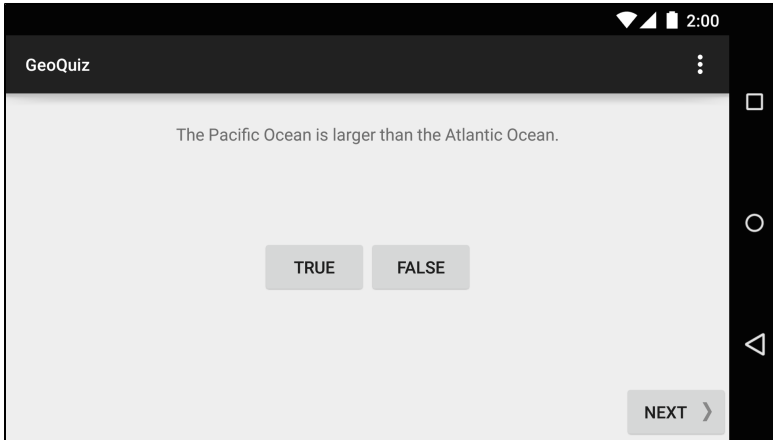 2:00
GeoQuiz
The Pacific Ocean is larger than the Atlantic Ocean.
TRUE FALSE
NEXT